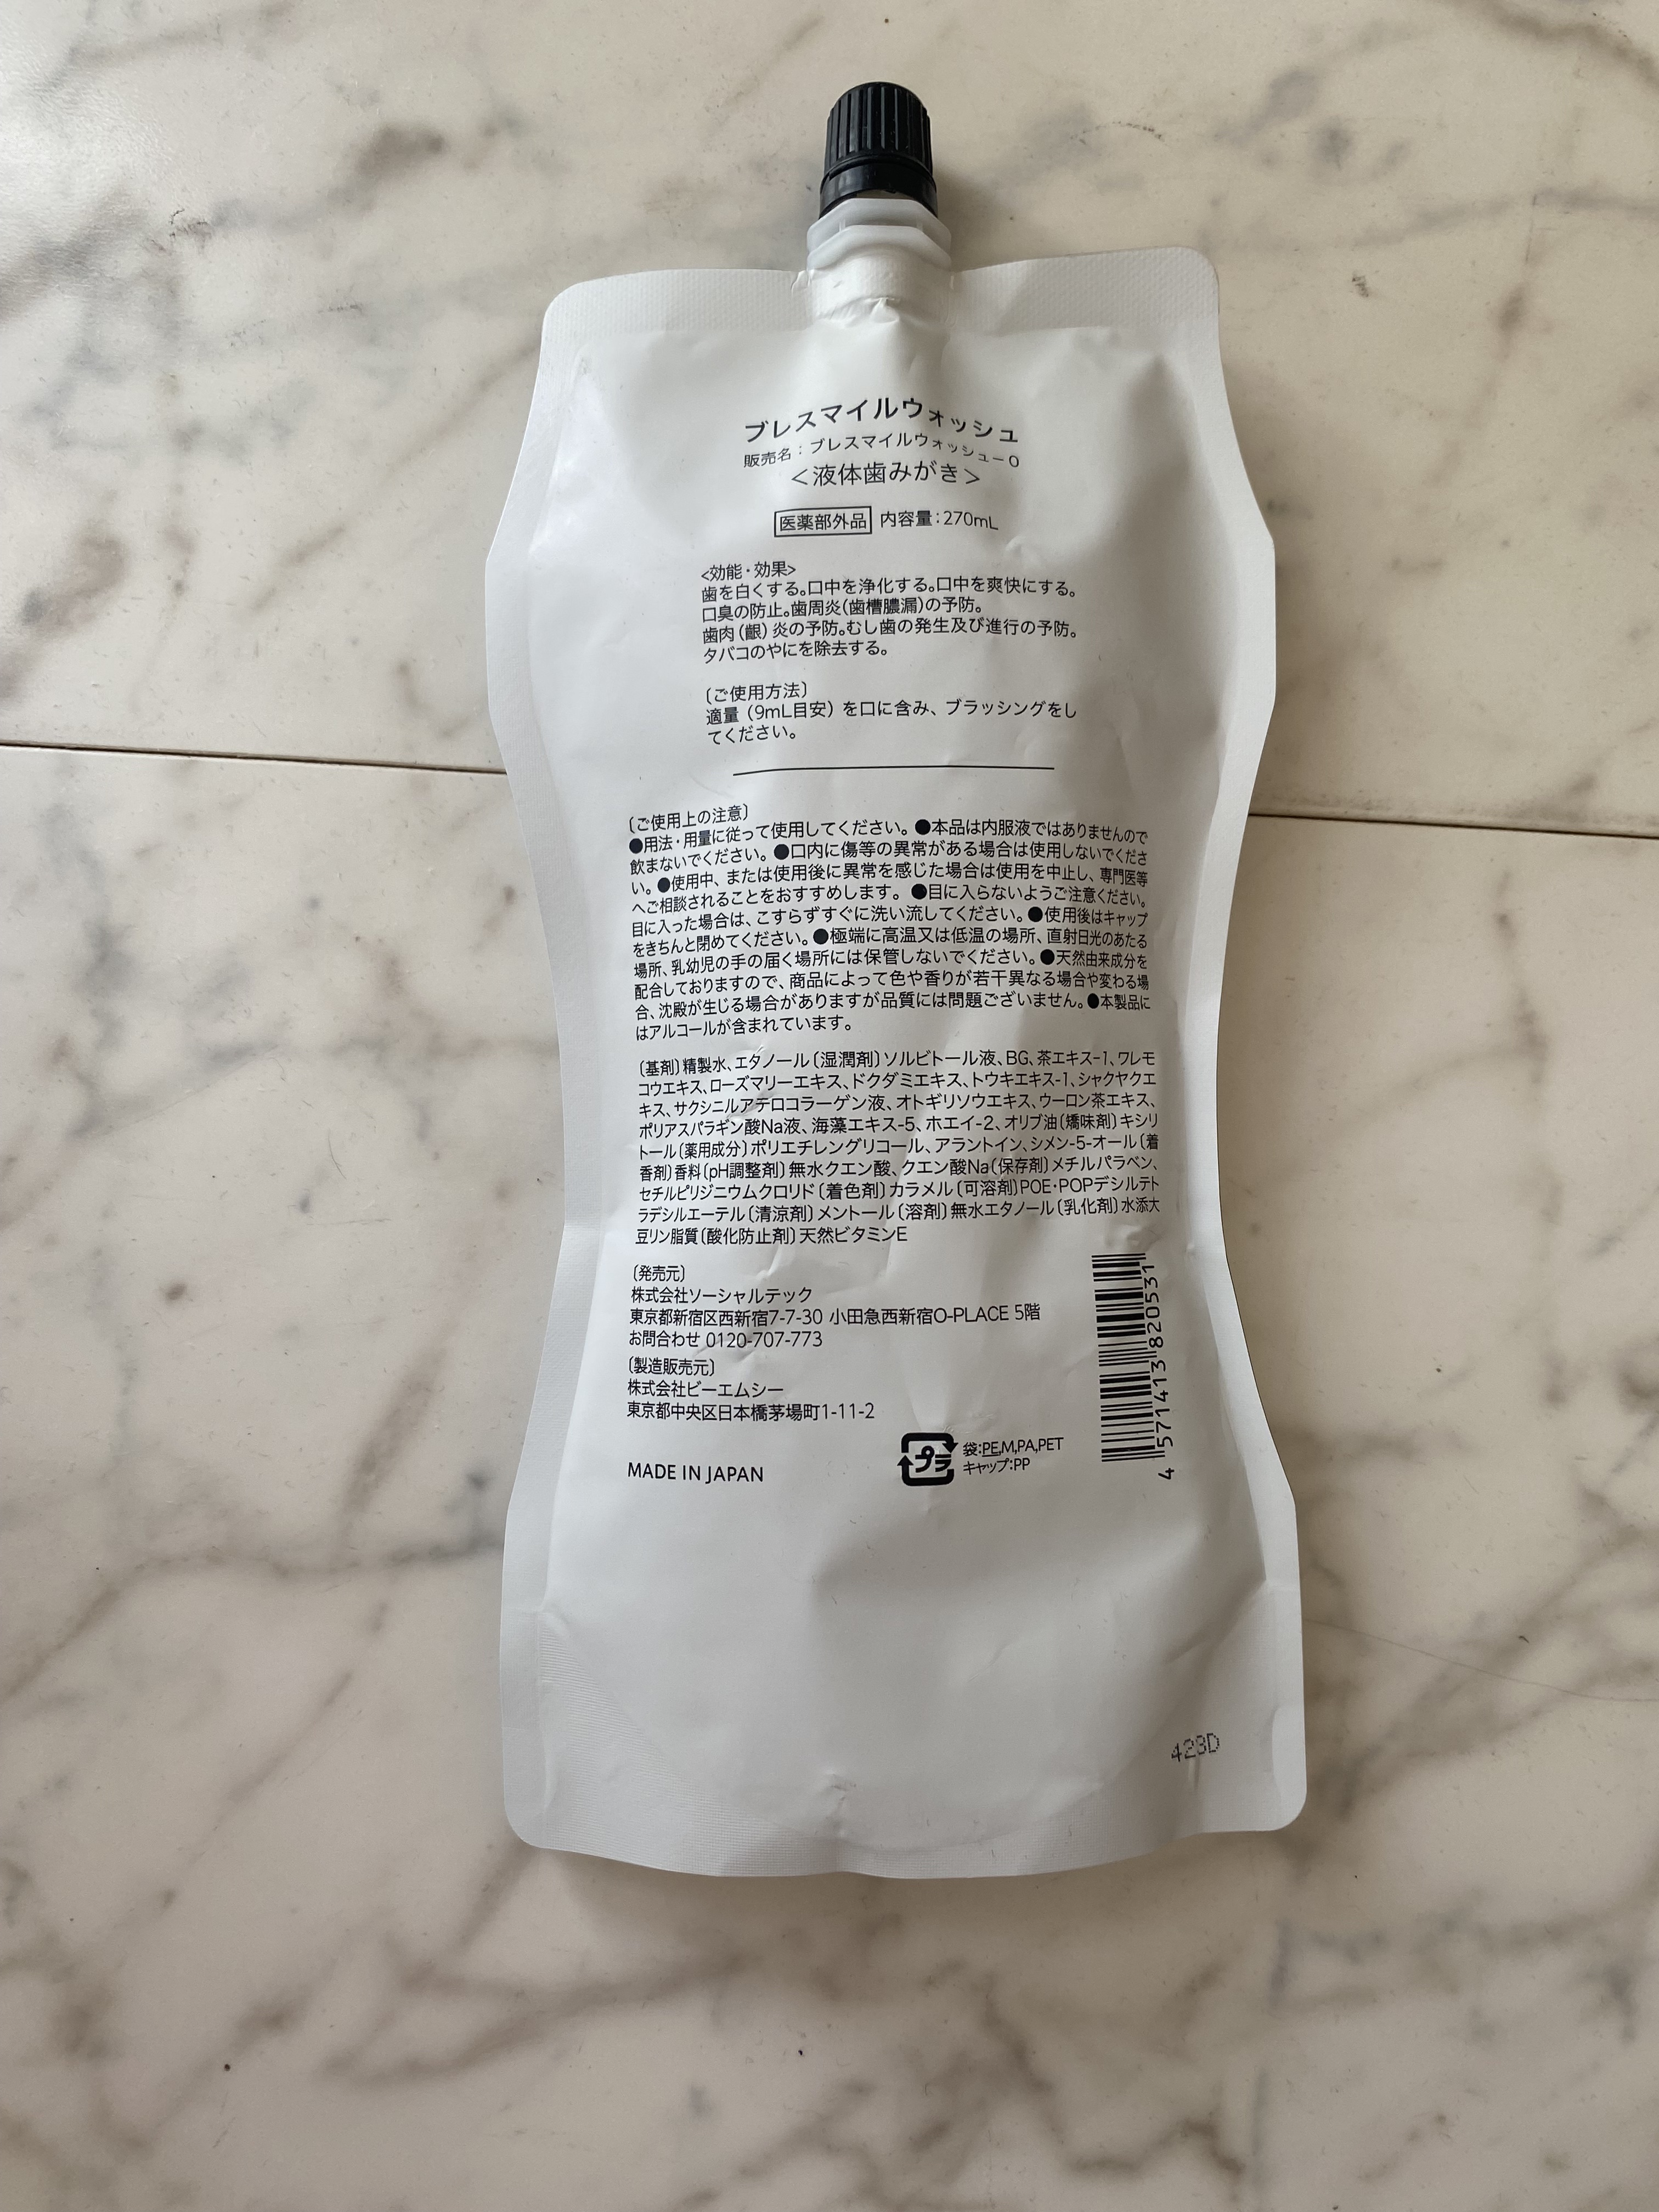 ブレスマイルウォッシュ
販売名：ブレスマイルウォッシューO
＜液体歯みがき＞
医薬部外品 内容量：270mL
<効能・効果>
歯を白くする。口中を浄化する。口中を爽快にする。
口臭の防止。歯周炎(歯槽膿漏)の予防。
歯肉(齦)炎の予防。むし歯の発生及び進行の予防。
タバコのやにを除去する。
〔ご使用方法〕
適量（9mL目安）を口に含み、ブラッシングをし
てください。
〔ご使用上の注意〕
●用法・用量に従って使用してください。●本品は内服液ではありませんので
飲まないでください。●口内に傷等の異常がある場合は使用しないでくださ
い。●使用中、または使用後に異常を感じた場合は使用を中止し、専門医等
へご相談されることをおすすめします。●目に入らないようご注意ください。
目に入った場合は、こすらずすぐに洗い流してください。●使用後はキャップ
をきちんと閉めてください。●極端に高温又は低温の場所、直射日光のあたる
場所、乳幼児の手の届く場所には保管しないでください。●天然由来成分を
配合しておりますので、商品によって色や香りが若干異なる場合や変わる場
合、沈殿が生じる場合がありますが品質には問題ございません。●本製品に
はアルコールが含まれています。
〔基剤〕精製水、エタノール〔湿潤剤〕ソルビトール液、BG、茶エキス-1、ワレモ
コウエキス、ローズマリーエキス、ドクダミエキス、トウキエキス-1、シャクヤクエ
キス、サクシニルアテロコラーゲン液、オトギリソウエキス、ウーロン茶エキス、
ポリアスパラギン酸Na液、海藻エキス-5、ホエイ-2、オリブ油〔矯味剤〕キシリ
トール〔薬用成分〕ポリエチレングリコール、アラントイン、シメン-5-オール〔着
香剤〕香料〔pH調整剤〕無水クエン酸、クエン酸Na〔保存剤〕メチルパラベン、
セチルピリジニウムクロリド〔着色剤〕カラメル〔可溶剤〕POE・POPデシルテト
ラデシルエーテル〔清涼剤〕メントール〔溶剤〕無水エタノール〔乳化剤〕水添大
豆リン脂質〔酸化防止剤〕天然ビタミンE
〔発売元〕
株式会社ソーシャルテック
東京都新宿区西新宿7-7-30 小田急西新宿O-PLACE 5階
お問合わせ 0120-707-773
〔製造販売元〕
株式会社ビーエムシー
東京都中央区日本橋茅場町1-11-2
MADE IN JAPAN
プラ
袋:PE,M,PA,PET
キャップ:PP
4 571413 820531
428D